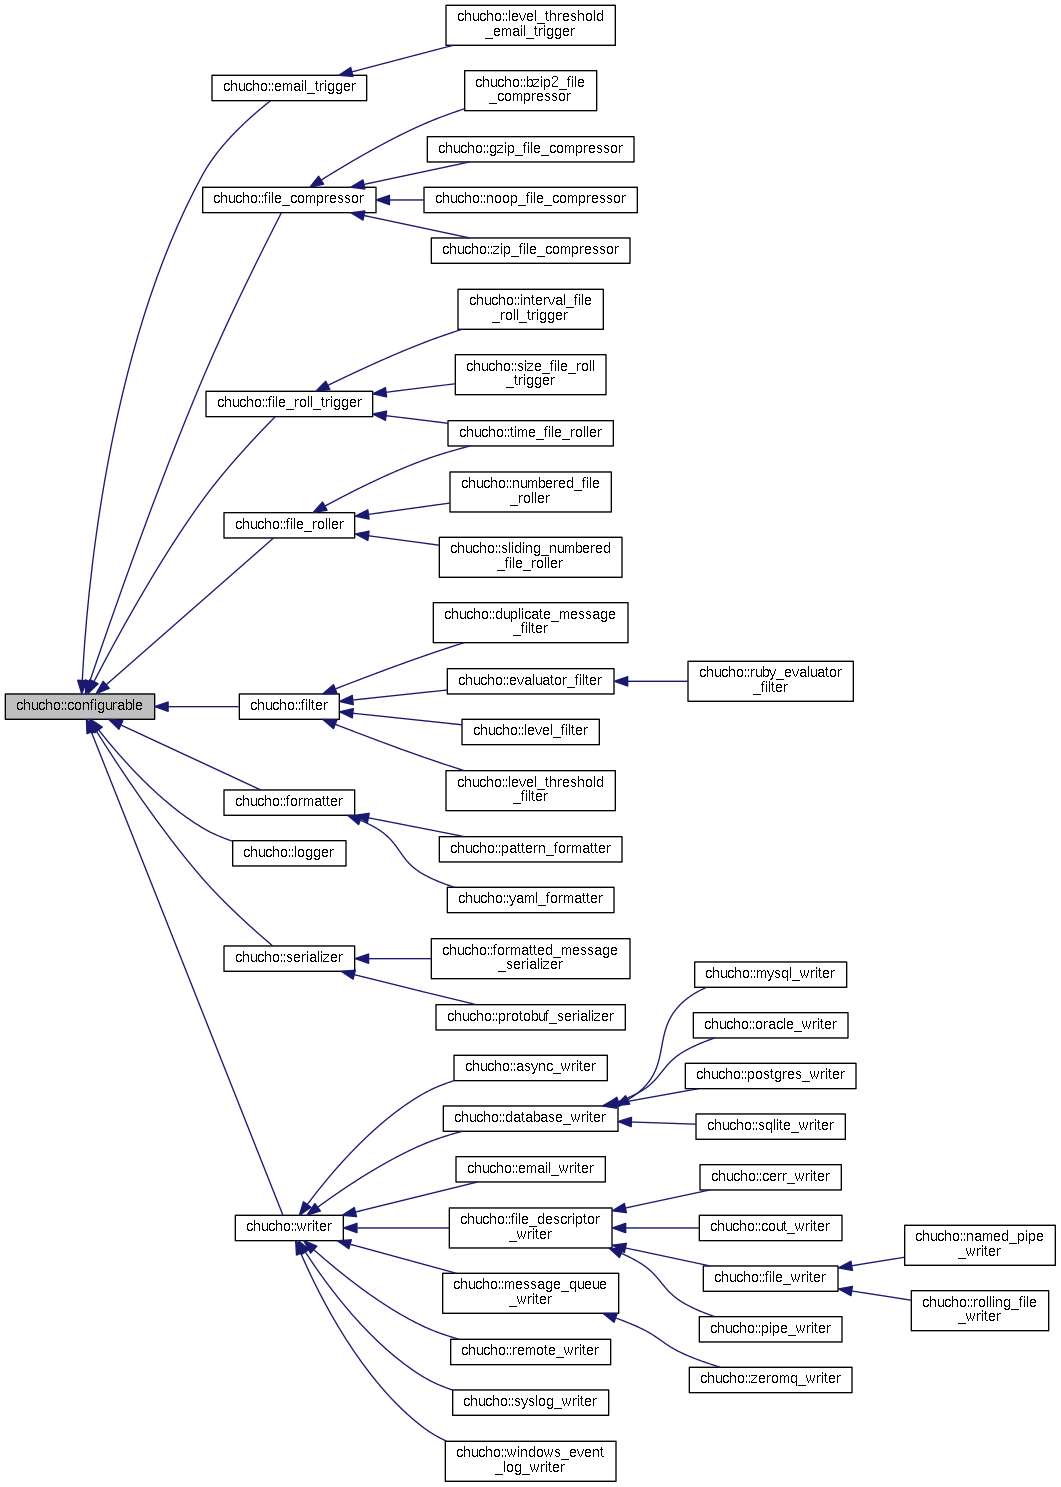 chucho::level_threshold
_email_trigger
chucho::email_trigger
chucho::bzip2_file
_compressor
chucho::gzip_file_compressor
chucho::file_compressor
chucho::noop_file_compressor
chucho::zip_file_compressor
chucho::interval_file
_roll_trigger
chucho::size_file_roll
_trigger
chucho::file_roll_trigger
chucho::time_file_roller
chucho::numbered_file
_roller
chucho::file_roller
chucho::sliding_numbered
_file_roller
chucho::duplicate_message
_filter
chucho::evaluator_filter
chucho::ruby_evaluator
_filter
chucho::configurable
chucho::filter
chucho::level_filter
chucho::level_threshold
_filter
chucho::formatter
chucho::pattern_formatter
chucho::logger
chucho::yaml_formatter
chucho::serializer
chucho::formatted_message
_serializer
chucho::protobuf_serializer
chucho::mysql_writer
chucho::oracle_writer
chucho::async_writer
chucho::postgres_writer
chucho::database_writer
chucho::sqlite_writer
chucho::email_writer
chucho::cerr_writer
chucho::writer
chucho::file_descriptor
_writer
chucho::cout_writer
chucho::named_pipe
_writer
chucho::message_queue
_writer
chucho::file_writer
chucho::rolling_file
_writer
chucho::pipe_writer
chucho::remote_writer
chucho::zeromq_writer
chucho::syslog_writer
chucho::windows_event
_log_writer